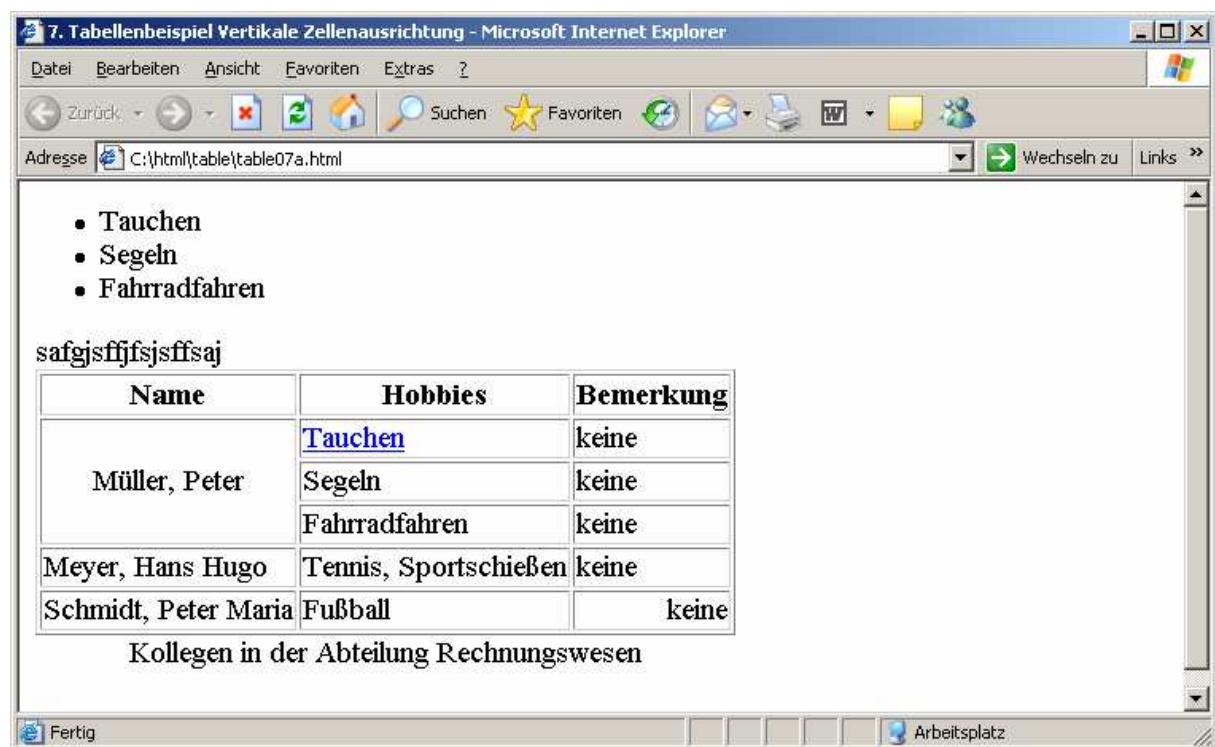 7. Tabellenbeispiel Vertikale Zellenausrichtung - Microsoft Internet Explorer
Datei Bearbeiten Ansicht Favoriten Extras ?
Zurück Suchen Favoriten W
Adresse C:\html\table\table07a.html Wechseln zu Links »
• Tauchen
• Segeln
• Fahrradfahren
safgjsffjfsjsffsaj
Name Hobbies Bemerkung
Tauchen keine
Müller, Peter Segeln keine
Fahrradfahren keine
Meyer, Hans Hugo Tennis, Sportschießen keine
Schmidt, Peter Maria Fußball keine
Kollegen in der Abteilung Rechnungswesen
Fertig Arbeitsplatz